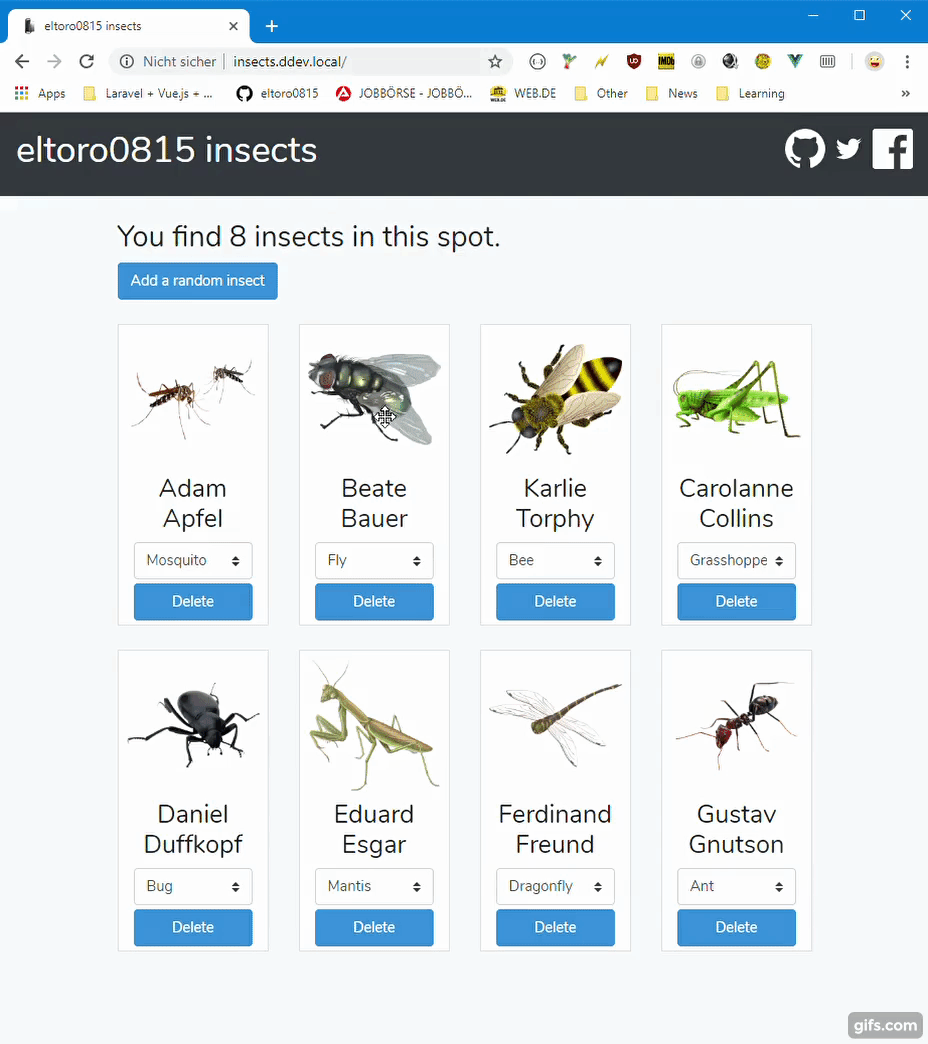 eltoro0815 insects
Nicht sicher | insects.ddev.local/
Apps Laravel + Vue.js + ... eltoro0815 JOBBÖRSE - JOBBÖ... WEB.DE Other News Learning »
eltoro0815 insects
You find 8 insects in this spot.
Add a random insect
Adam Apfel
Mosquito
Delete
Beate Bauer
Fly
Delete
Karlie Torphy
Bee
Delete
Carolanne Collins
Grasshoppe
Delete
Daniel Duffkopf
Bug
Delete
Eduard Esgar
Mantis
Delete
Ferdinand Freund
Dragonfly
Delete
Gustav Gnutson
Ant
Delete
gifs.com